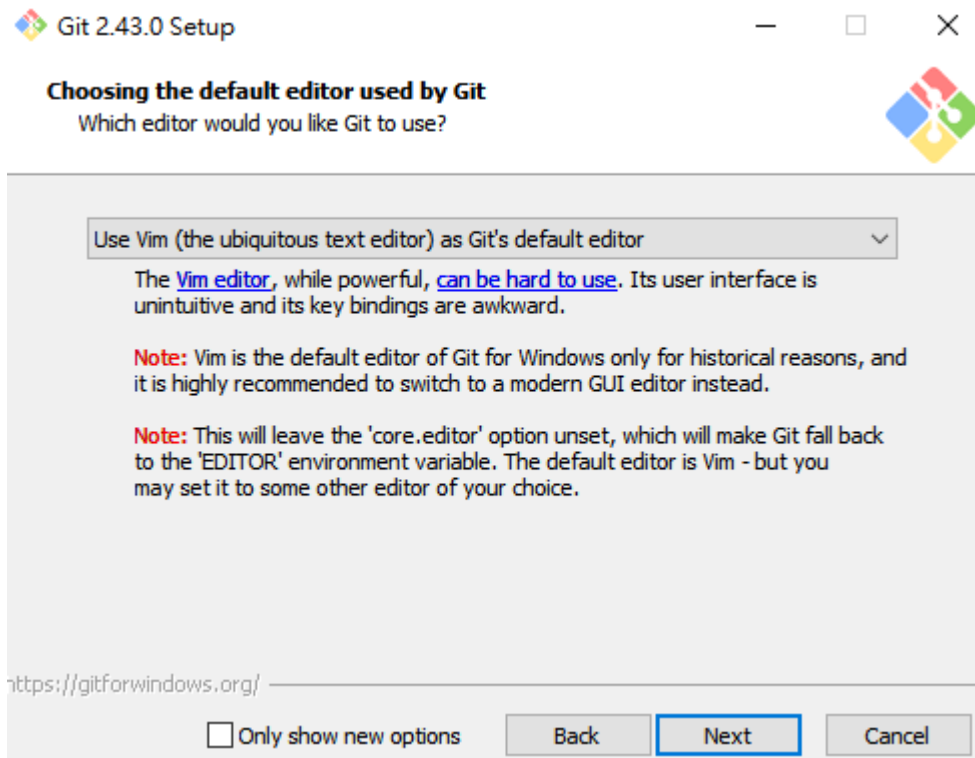 Git 2.43.0 Setup
Choosing the default editor used by Git
Which editor would you like Git to use?
Use Vim (the ubiquitous text editor) as Git's default editor
The Vim editor, while powerful, can be hard to use. Its user interface is
unintuitive and its key bindings are awkward.
Note: Vim is the default editor of Git for Windows only for historical reasons, and
it is highly recommended to switch to a modern GUI editor instead.
Note: This will leave the 'core.editor' option unset, which will make Git fall back
to the 'EDITOR' environment variable. The default editor is Vim - but you
may set it to some other editor of your choice.
https://gitforwindows.org/
Only show new options Back Next Cancel